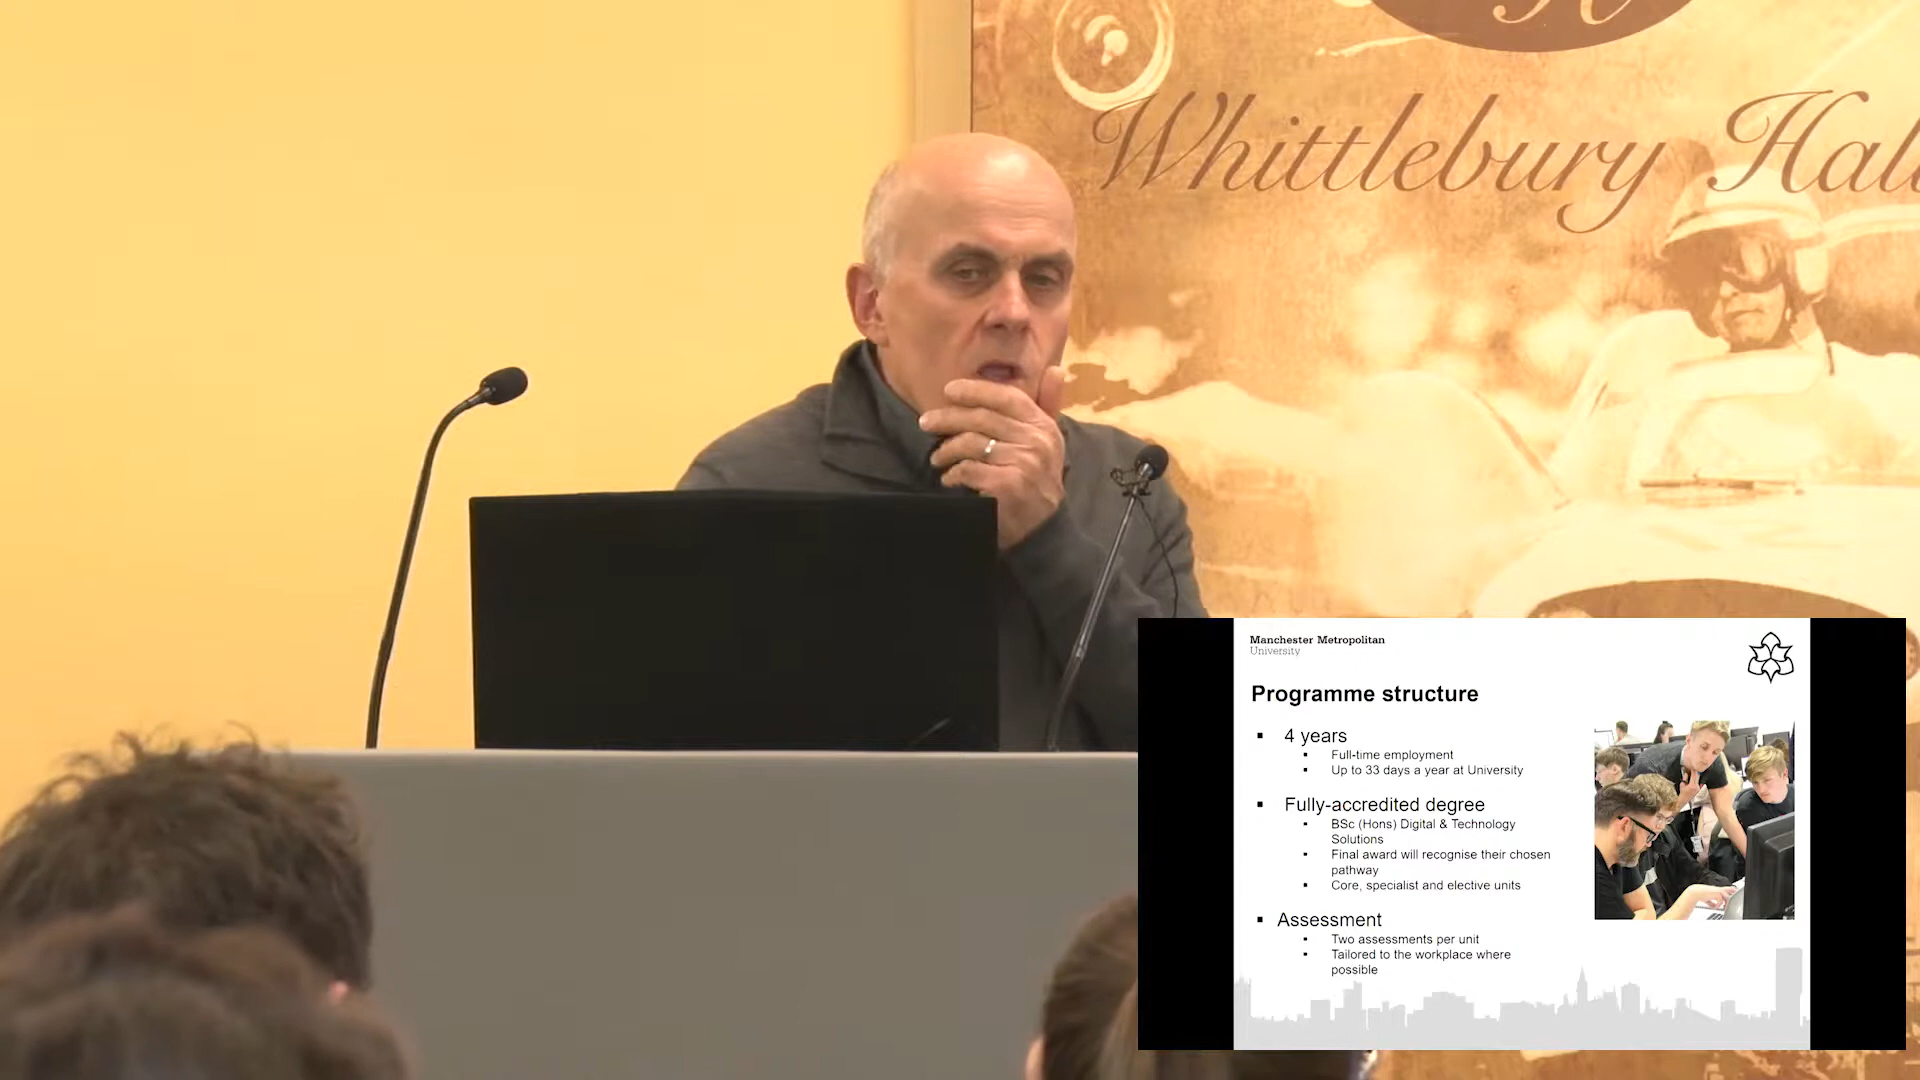 Whittlebury Hall
Manchester Metropolitan
University
Programme structure
▪ 4 years
▪ Full-time employment
▪ Up to 33 days a year at University
▪ Fully-accredited degree
▪ BSc (Hons) Digital & Technology
Solutions
▪ Final award will recognise their chosen
pathway
▪ Core, specialist and elective units
▪ Assessment
▪ Two assessments per unit
▪ Tailored to the workplace where
possible